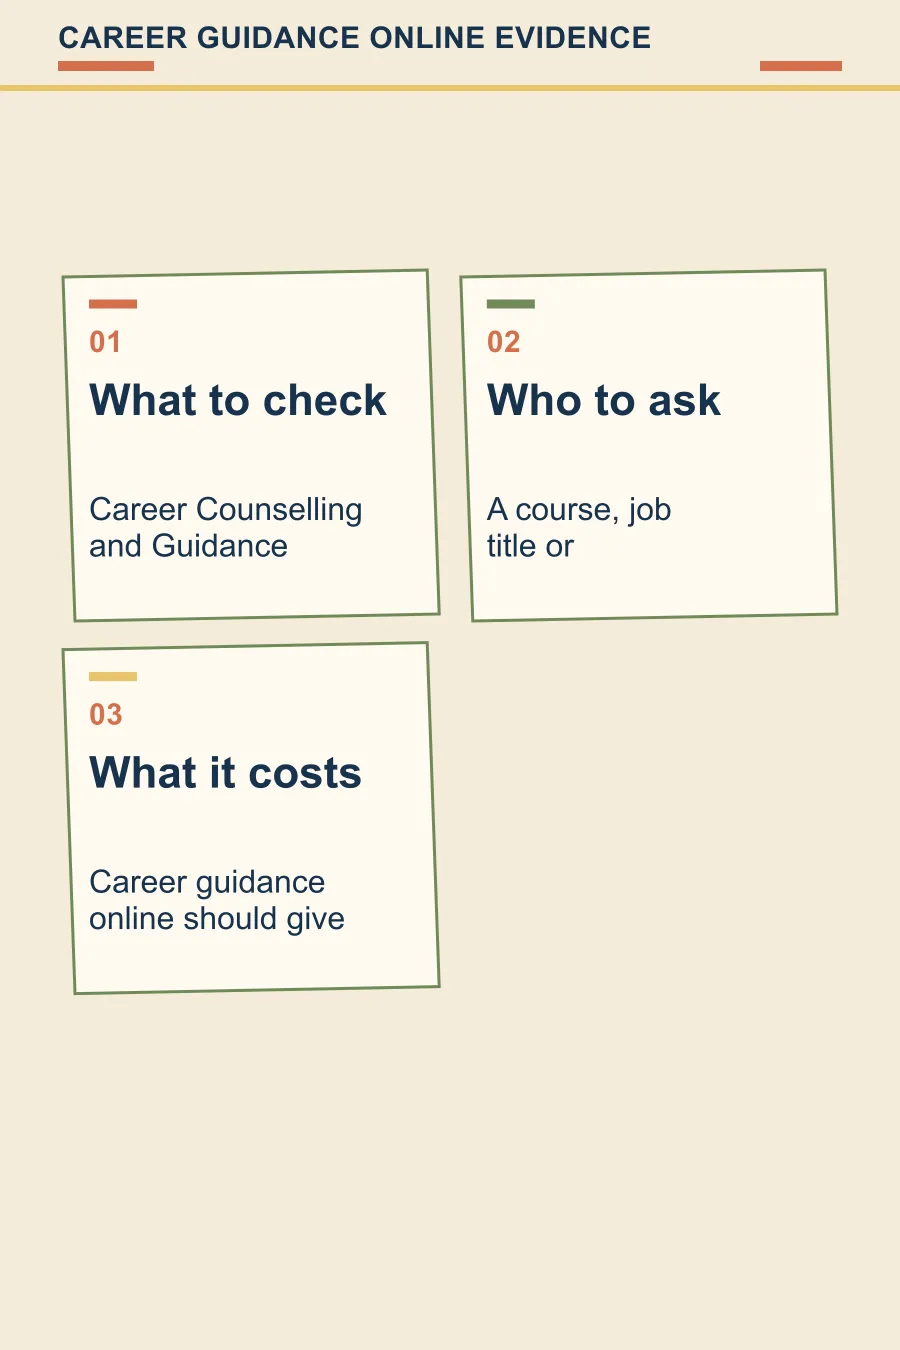 CAREER GUIDANCE ONLINE EVIDENCE
01
What to check
Career Counselling
and Guidance
02
Who to ask
A course, job
title or
03
What it costs
Career guidance
online should give